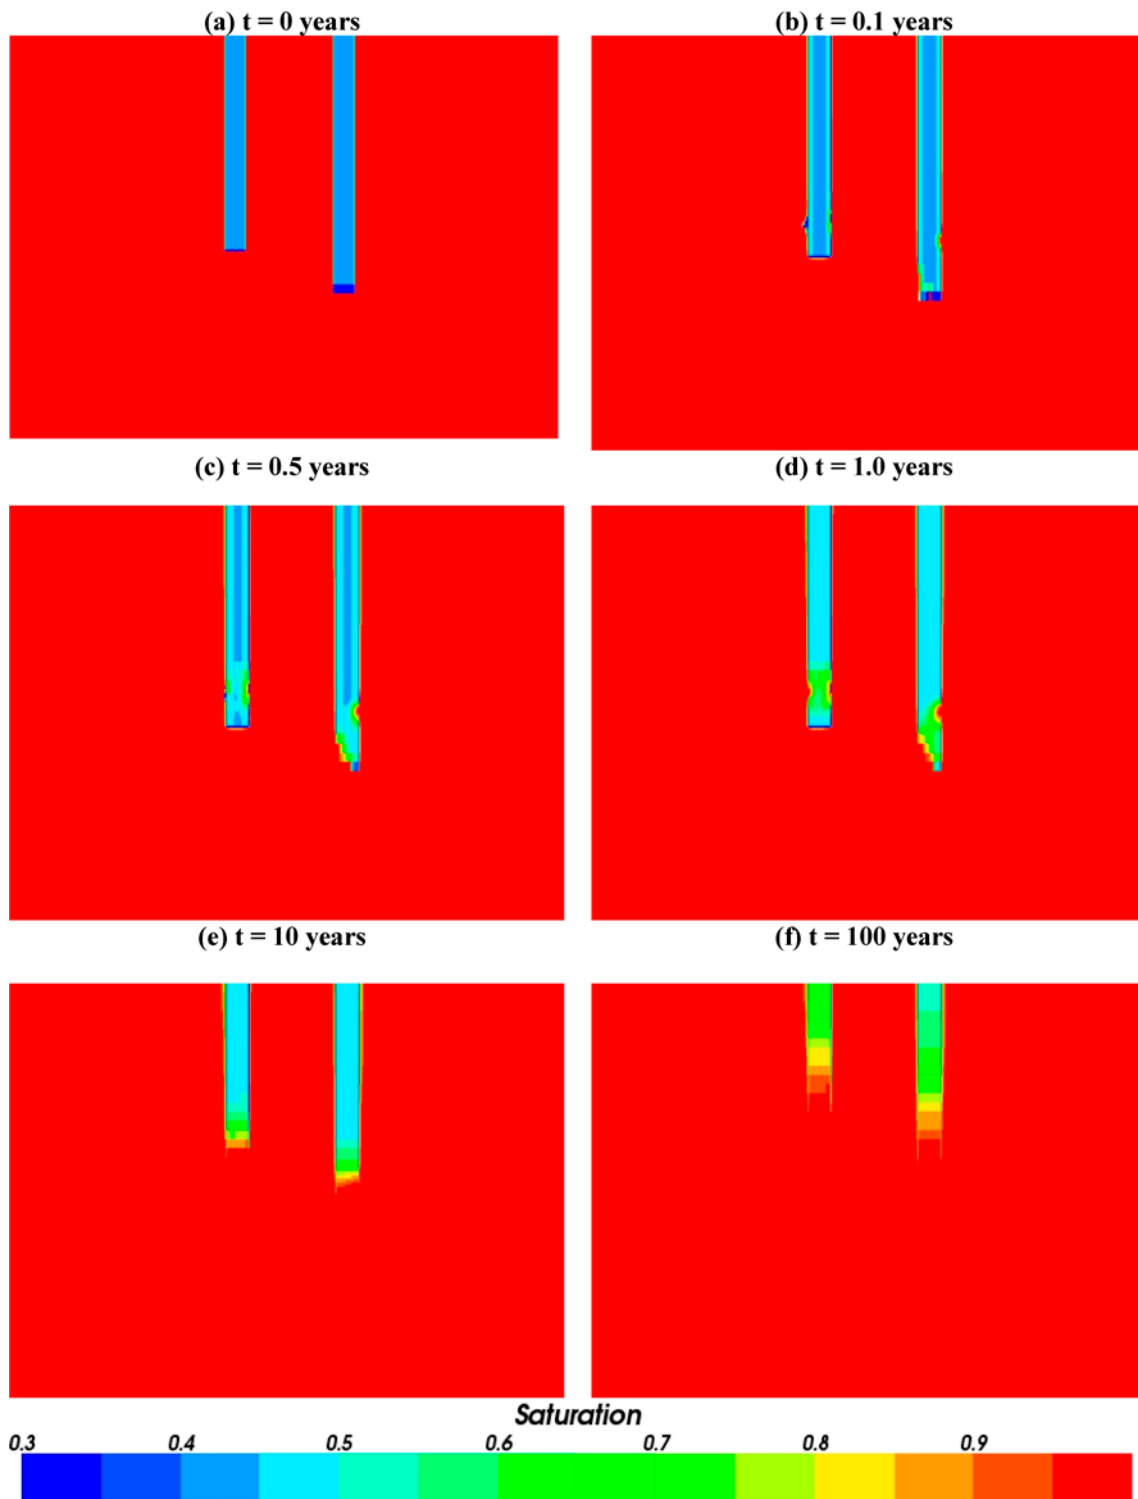 (a) t = 0 years
(b) t = 0.1 years
(c) t = 0.5 years
(d) t = 1.0 years
(e) t = 10 years
(f) t = 100 years
Saturation
0.3 0.4 0.5 0.6 0.7 0.8 0.9